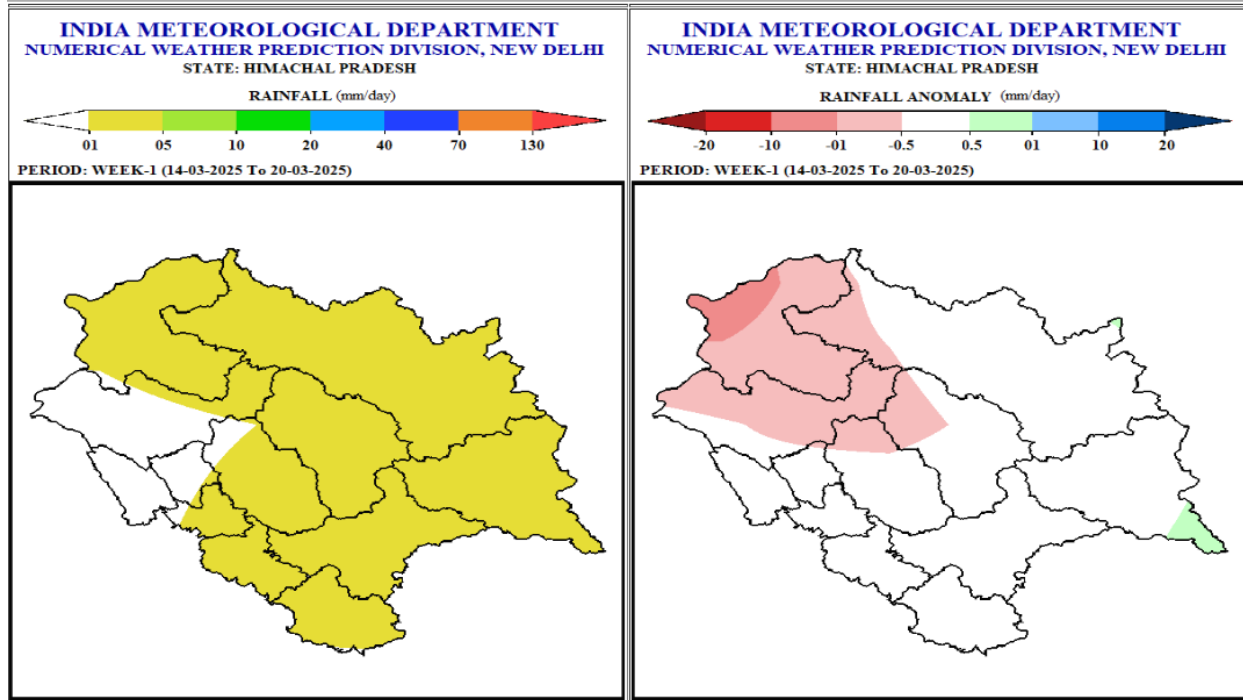 INDIA METEOROLOGICAL DEPARTMENT
NUMERICAL WEATHER PREDICTION DIVISION, NEW DELHI
STATE: HIMACHAL PRADESH
RAINFALL (mm/day)
01 05 10 20 40 70 130
PERIOD: WEEK-1 (14-03-2025 To 20-03-2025)
INDIA METEOROLOGICAL DEPARTMENT
NUMERICAL WEATHER PREDICTION DIVISION, NEW DELHI
STATE: HIMACHAL PRADESH
RAINFALL ANOMALY (mm/day)
-20 -10 -01 -0.5 0.5 01 10 20
PERIOD: WEEK-1 (14-03-2025 To 20-03-2025)